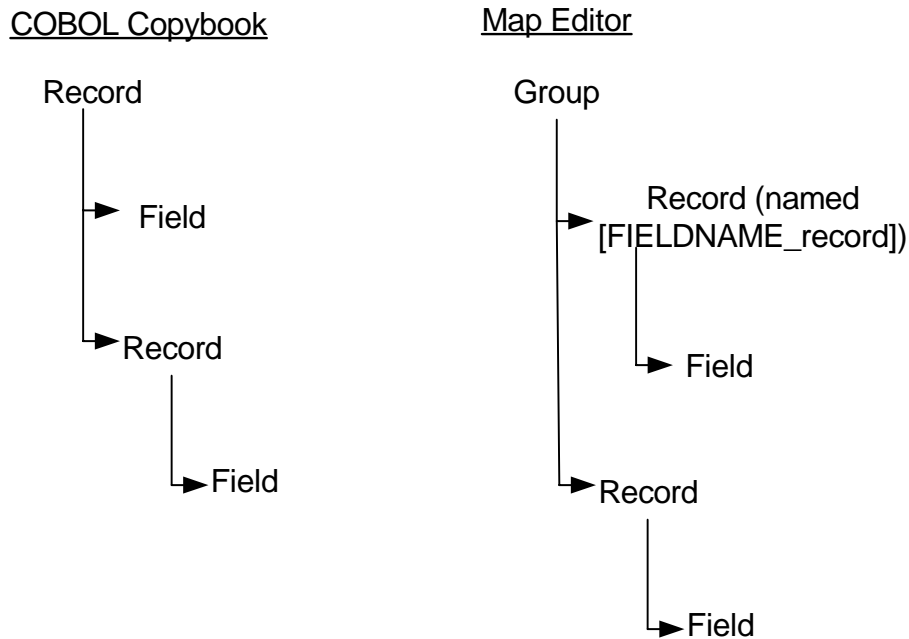 COBOL Copybook
Record
Field
Record
Field
Map Editor
Group
Record (named
[FIELDNAME_record])
Field
Record
Field